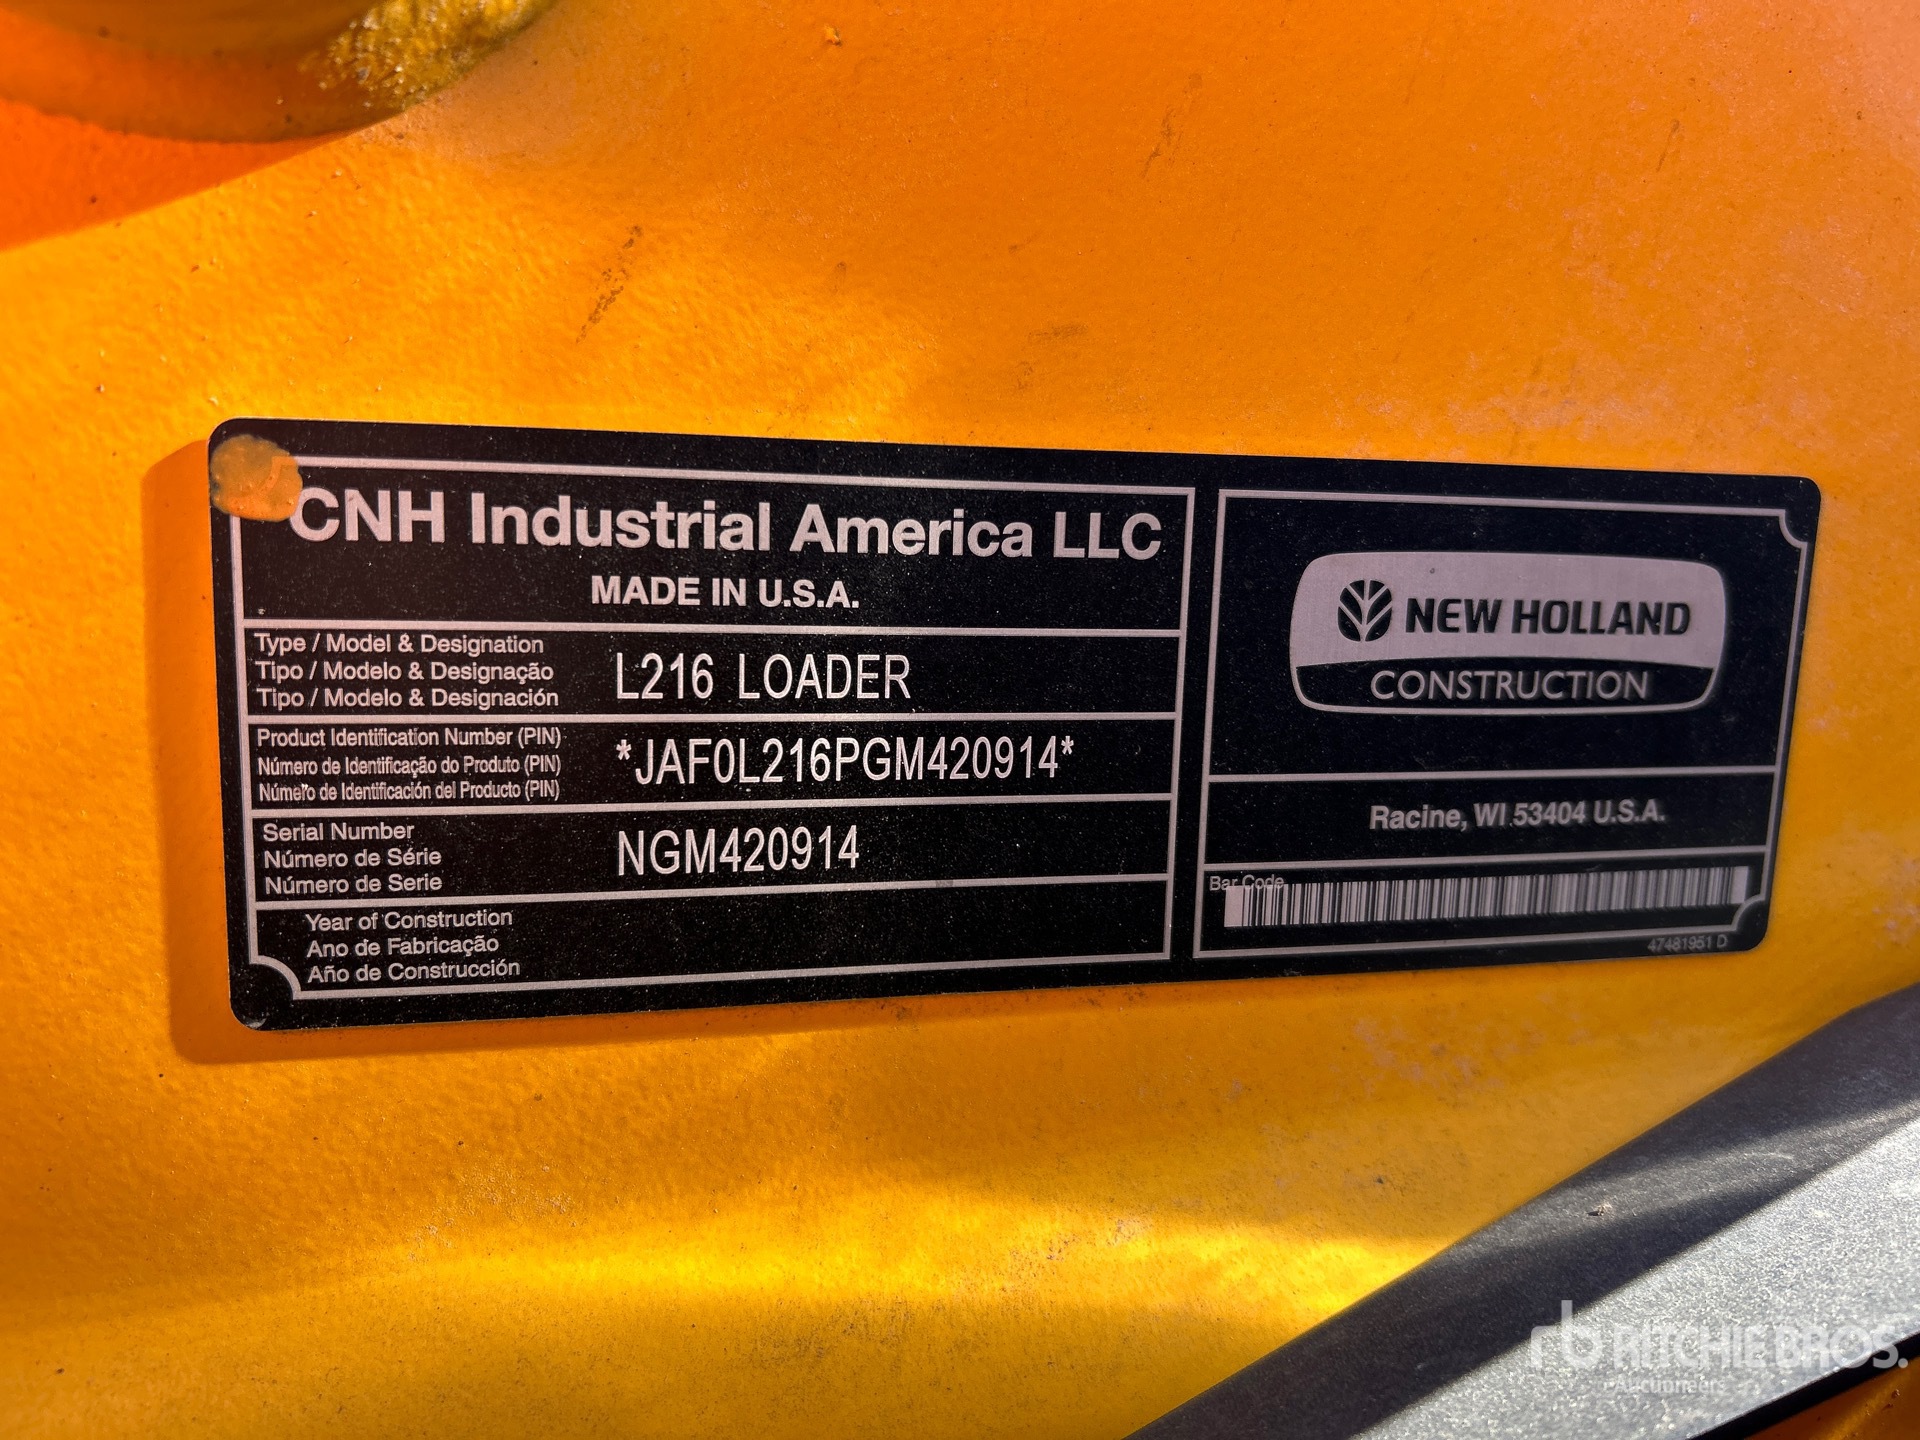 CNH Industrial America LLC
MADE IN U.S.A.
Type / Model & Designation
Tipo / Modelo & Designação
Tipo / Modelo & Designación
L216 LOADER
Product Identification Number (PIN)
Número de Identificação do Produto (PIN)
Número de Identificación del Producto (PIN)
*JAF0L216PGM420914*
Serial Number
Número de Série
Número de Serie
NGM420914
Year of Construction
Ano de Fabricação
Año de Construcción
NEW HOLLAND
CONSTRUCTION
Racine, WI 53404 U.S.A.
Bar Code
47481951 D
rb RITCHIE BROS.
Auctioneers